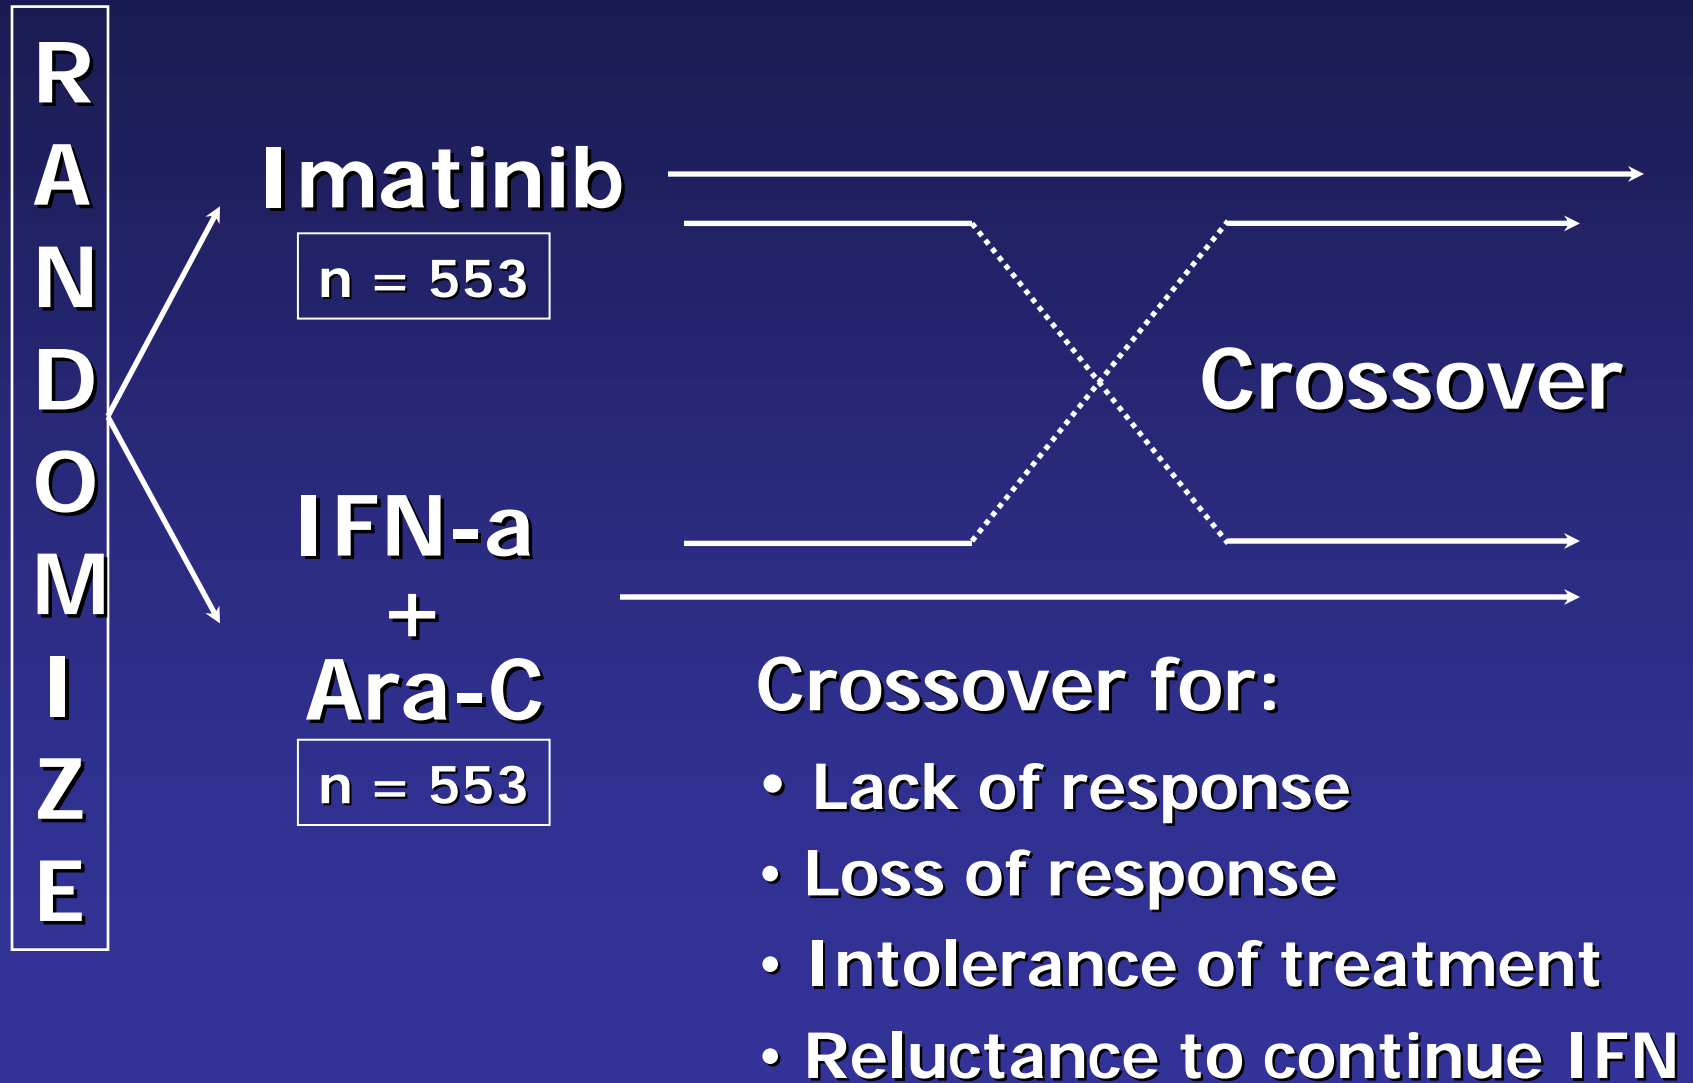 RANDOMIZE
Imatinib
n = 553
Crossover
IFN-a
+
Ara-C
n = 553
Crossover for:
• Lack of response
• Loss of response
• Intolerance of treatment
• Reluctance to continue IFN